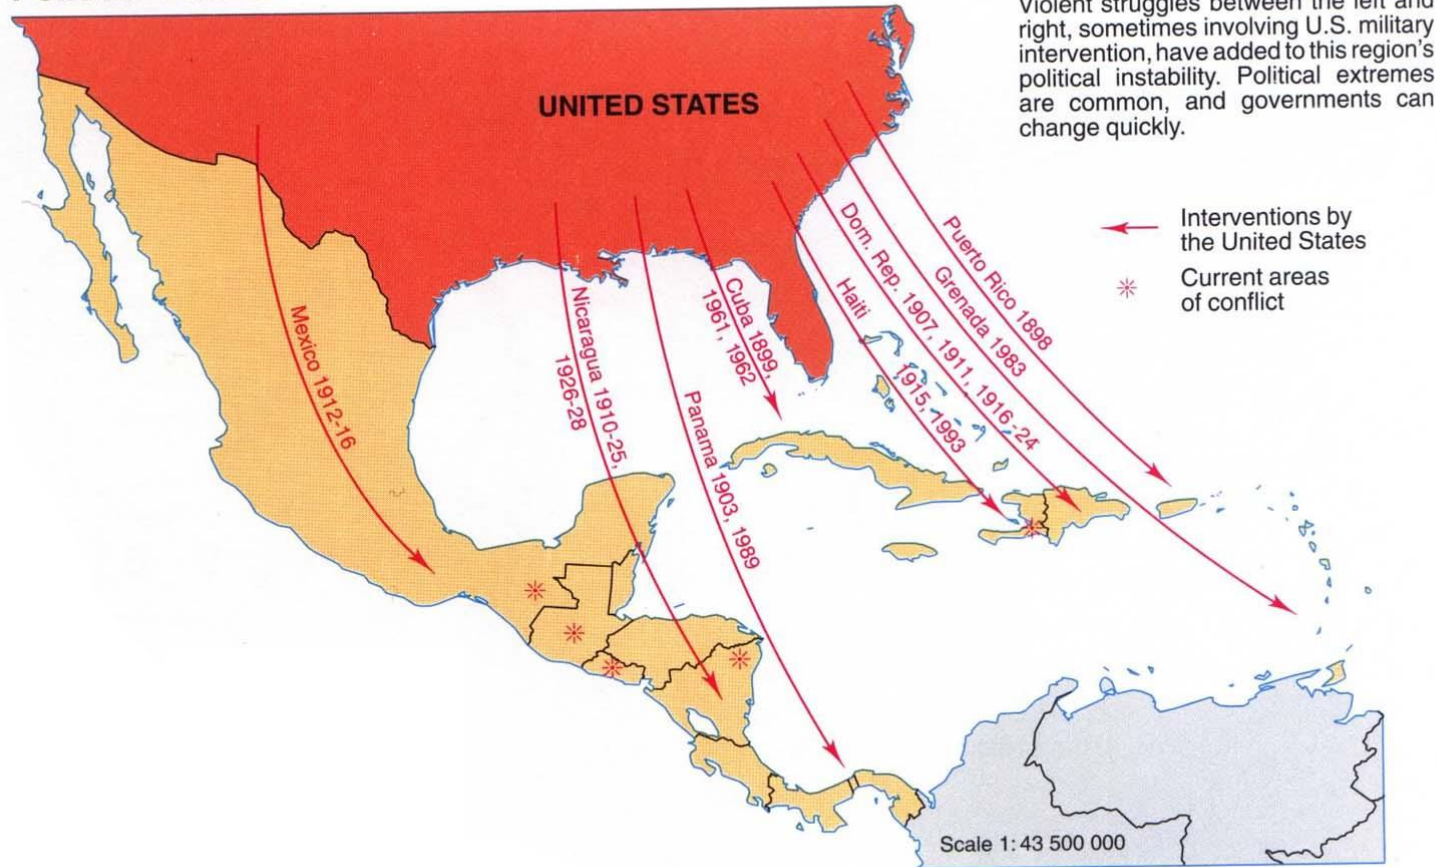 Violent struggles between the left and
right, sometimes involving U.S. military
intervention, have added to this region's
political instability. Political extremes
are common, and governments can
change quickly.
UNITED STATES
Interventions by
the United States
Current areas
of conflict
Mexico 1912-16
Nicaragua 1910-25,
1926-28
Panama 1903, 1989
Cuba 1899,
1961, 1962
Haiti
1915, 1993
Dom. Rep. 1907, 1911, 1916-24
Grenada 1983
Puerto Rico 1898
Scale 1: 43 500 000